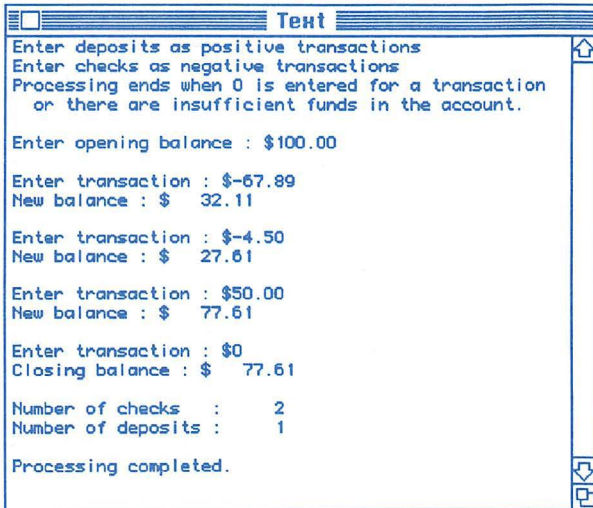 Text
Enter deposits as positive transactions
Enter checks as negative transactions
Processing ends when 0 is entered for a transaction
or there are insufficient funds in the account.
Enter opening balance : $100.00
Enter transaction : $-67.89
New balance : $ 32.11
Enter transaction : $-4.50
New balance : $ 27.61
Enter transaction : $50.00
New balance : $ 77.61
Enter transaction : $0
Closing balance : $ 77.61
Number of checks : 2
Number of deposits : 1
Processing completed.